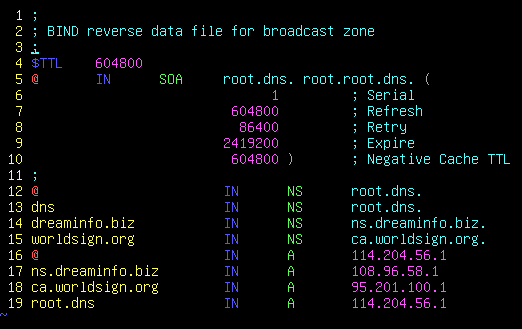 1 ;
2 ; BIND reverse data file for broadcast zone
3 ;
4 $TTL    604800
5 @       IN      SOA     root.dns. root.root.dns. (
6                               1         ; Serial
7                          604800         ; Refresh
8                           86400         ; Retry
9                         2419200         ; Expire
10                         604800 )       ; Negative Cache TTL
11 ;
12 @                       IN      NS      root.dns.
13 dns                     IN      NS      root.dns.
14 dreaminfo.biz           IN      NS      ns.dreaminfo.biz.
15 worldsign.org           IN      NS      ca.worldsign.org.
16 @                       IN      A       114.204.56.1
17 ns.dreaminfo.biz        IN      A       108.96.58.1
18 ca.worldsign.org        IN      A       95.201.100.1
19 root.dns                IN      A       114.204.56.1
~